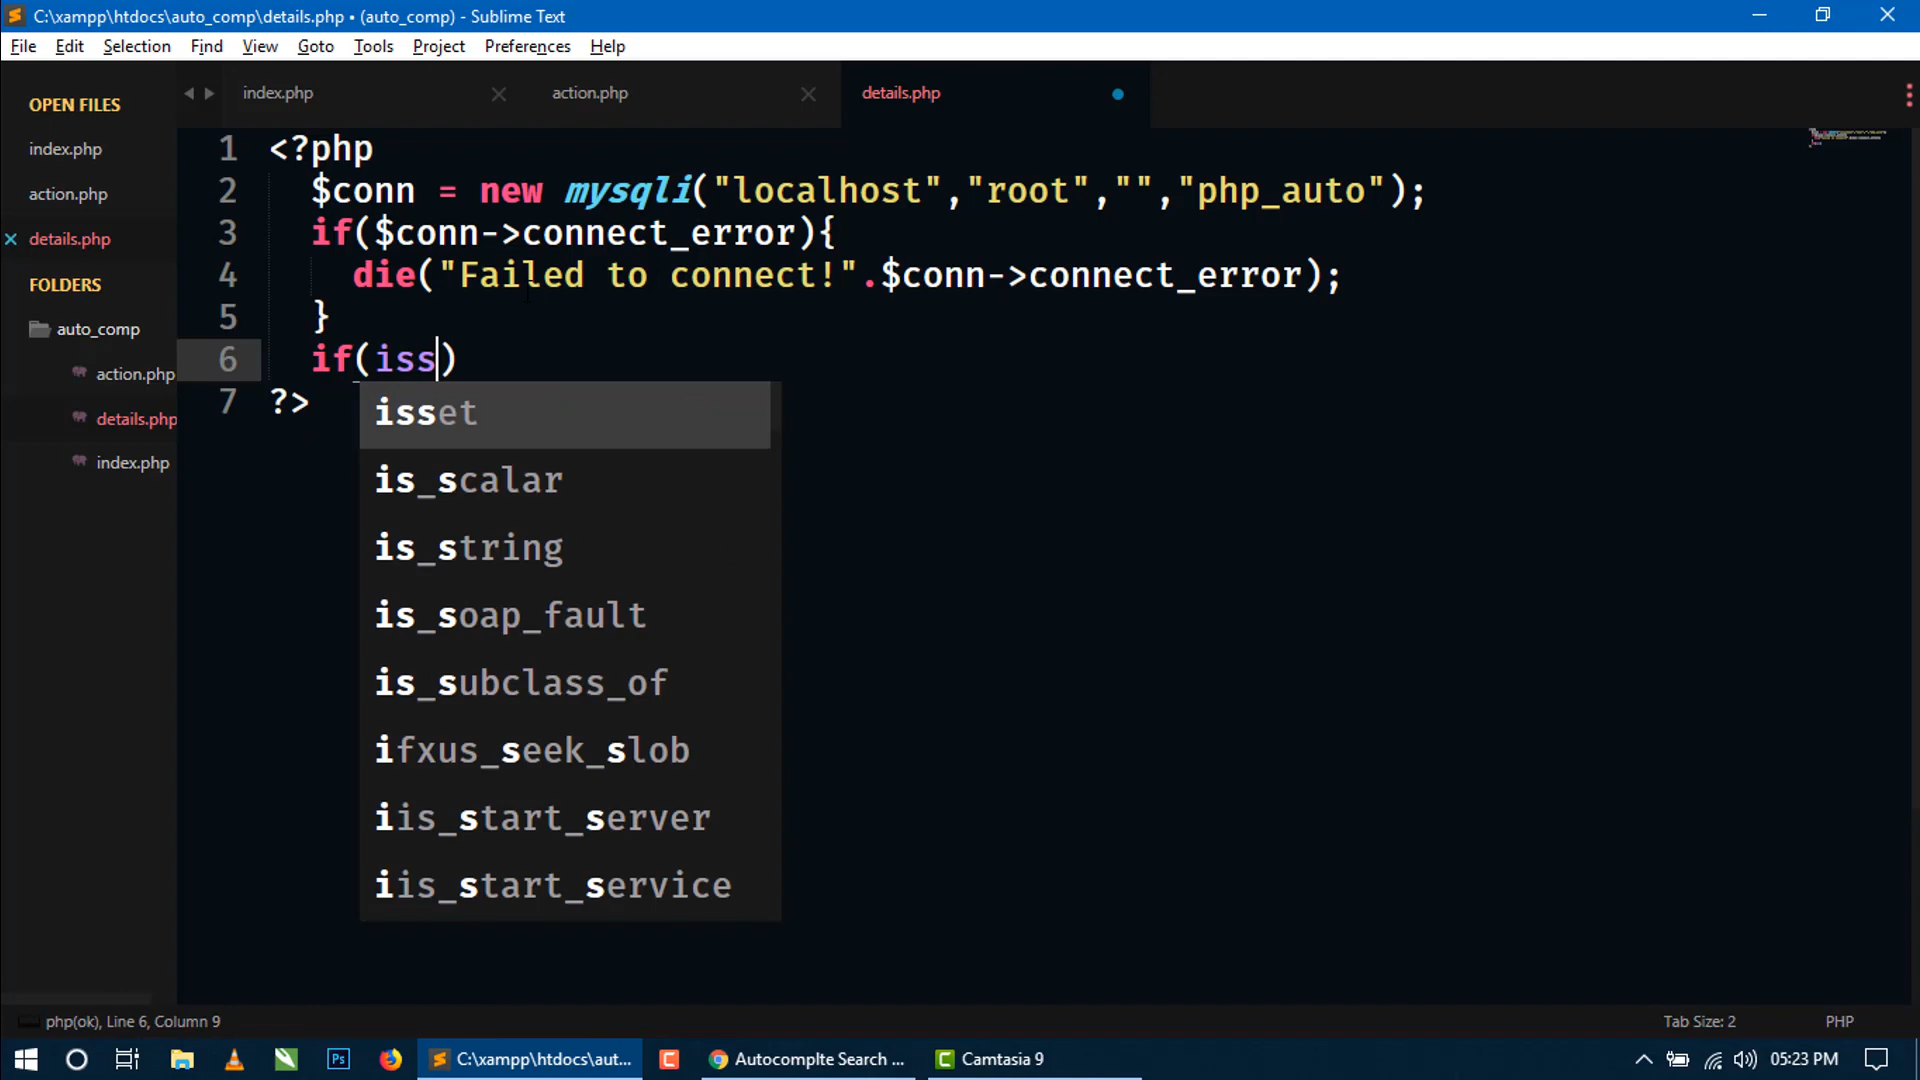 C:\xampp\htdocs\auto_comp\details.php • (auto_comp) - Sublime Text
File Edit Selection Find View Goto Tools Project Preferences Help
OPEN FILES
index.php
action.php
details.php
FOLDERS
auto_comp
action.php
details.php
index.php
index.php action.php details.php
1 <?php
2 $conn = new mysqli("localhost","root","","php_auto");
3 if($conn->connect_error){
4 die("Failed to connect!".$conn->connect_error);
5 }
6 if(iss)
7 ?>
isset
is_scalar
is_string
is_soap_fault
is_subclass_of
ifxus_seek_slob
iis_start_server
iis_start_service
php(ok), Line 6, Column 9 Tab Size: 2 PHP
Ps C:\xampp\htdocs\aut... C Autocomplte Search ... C Camtasia 9 05:23 PM